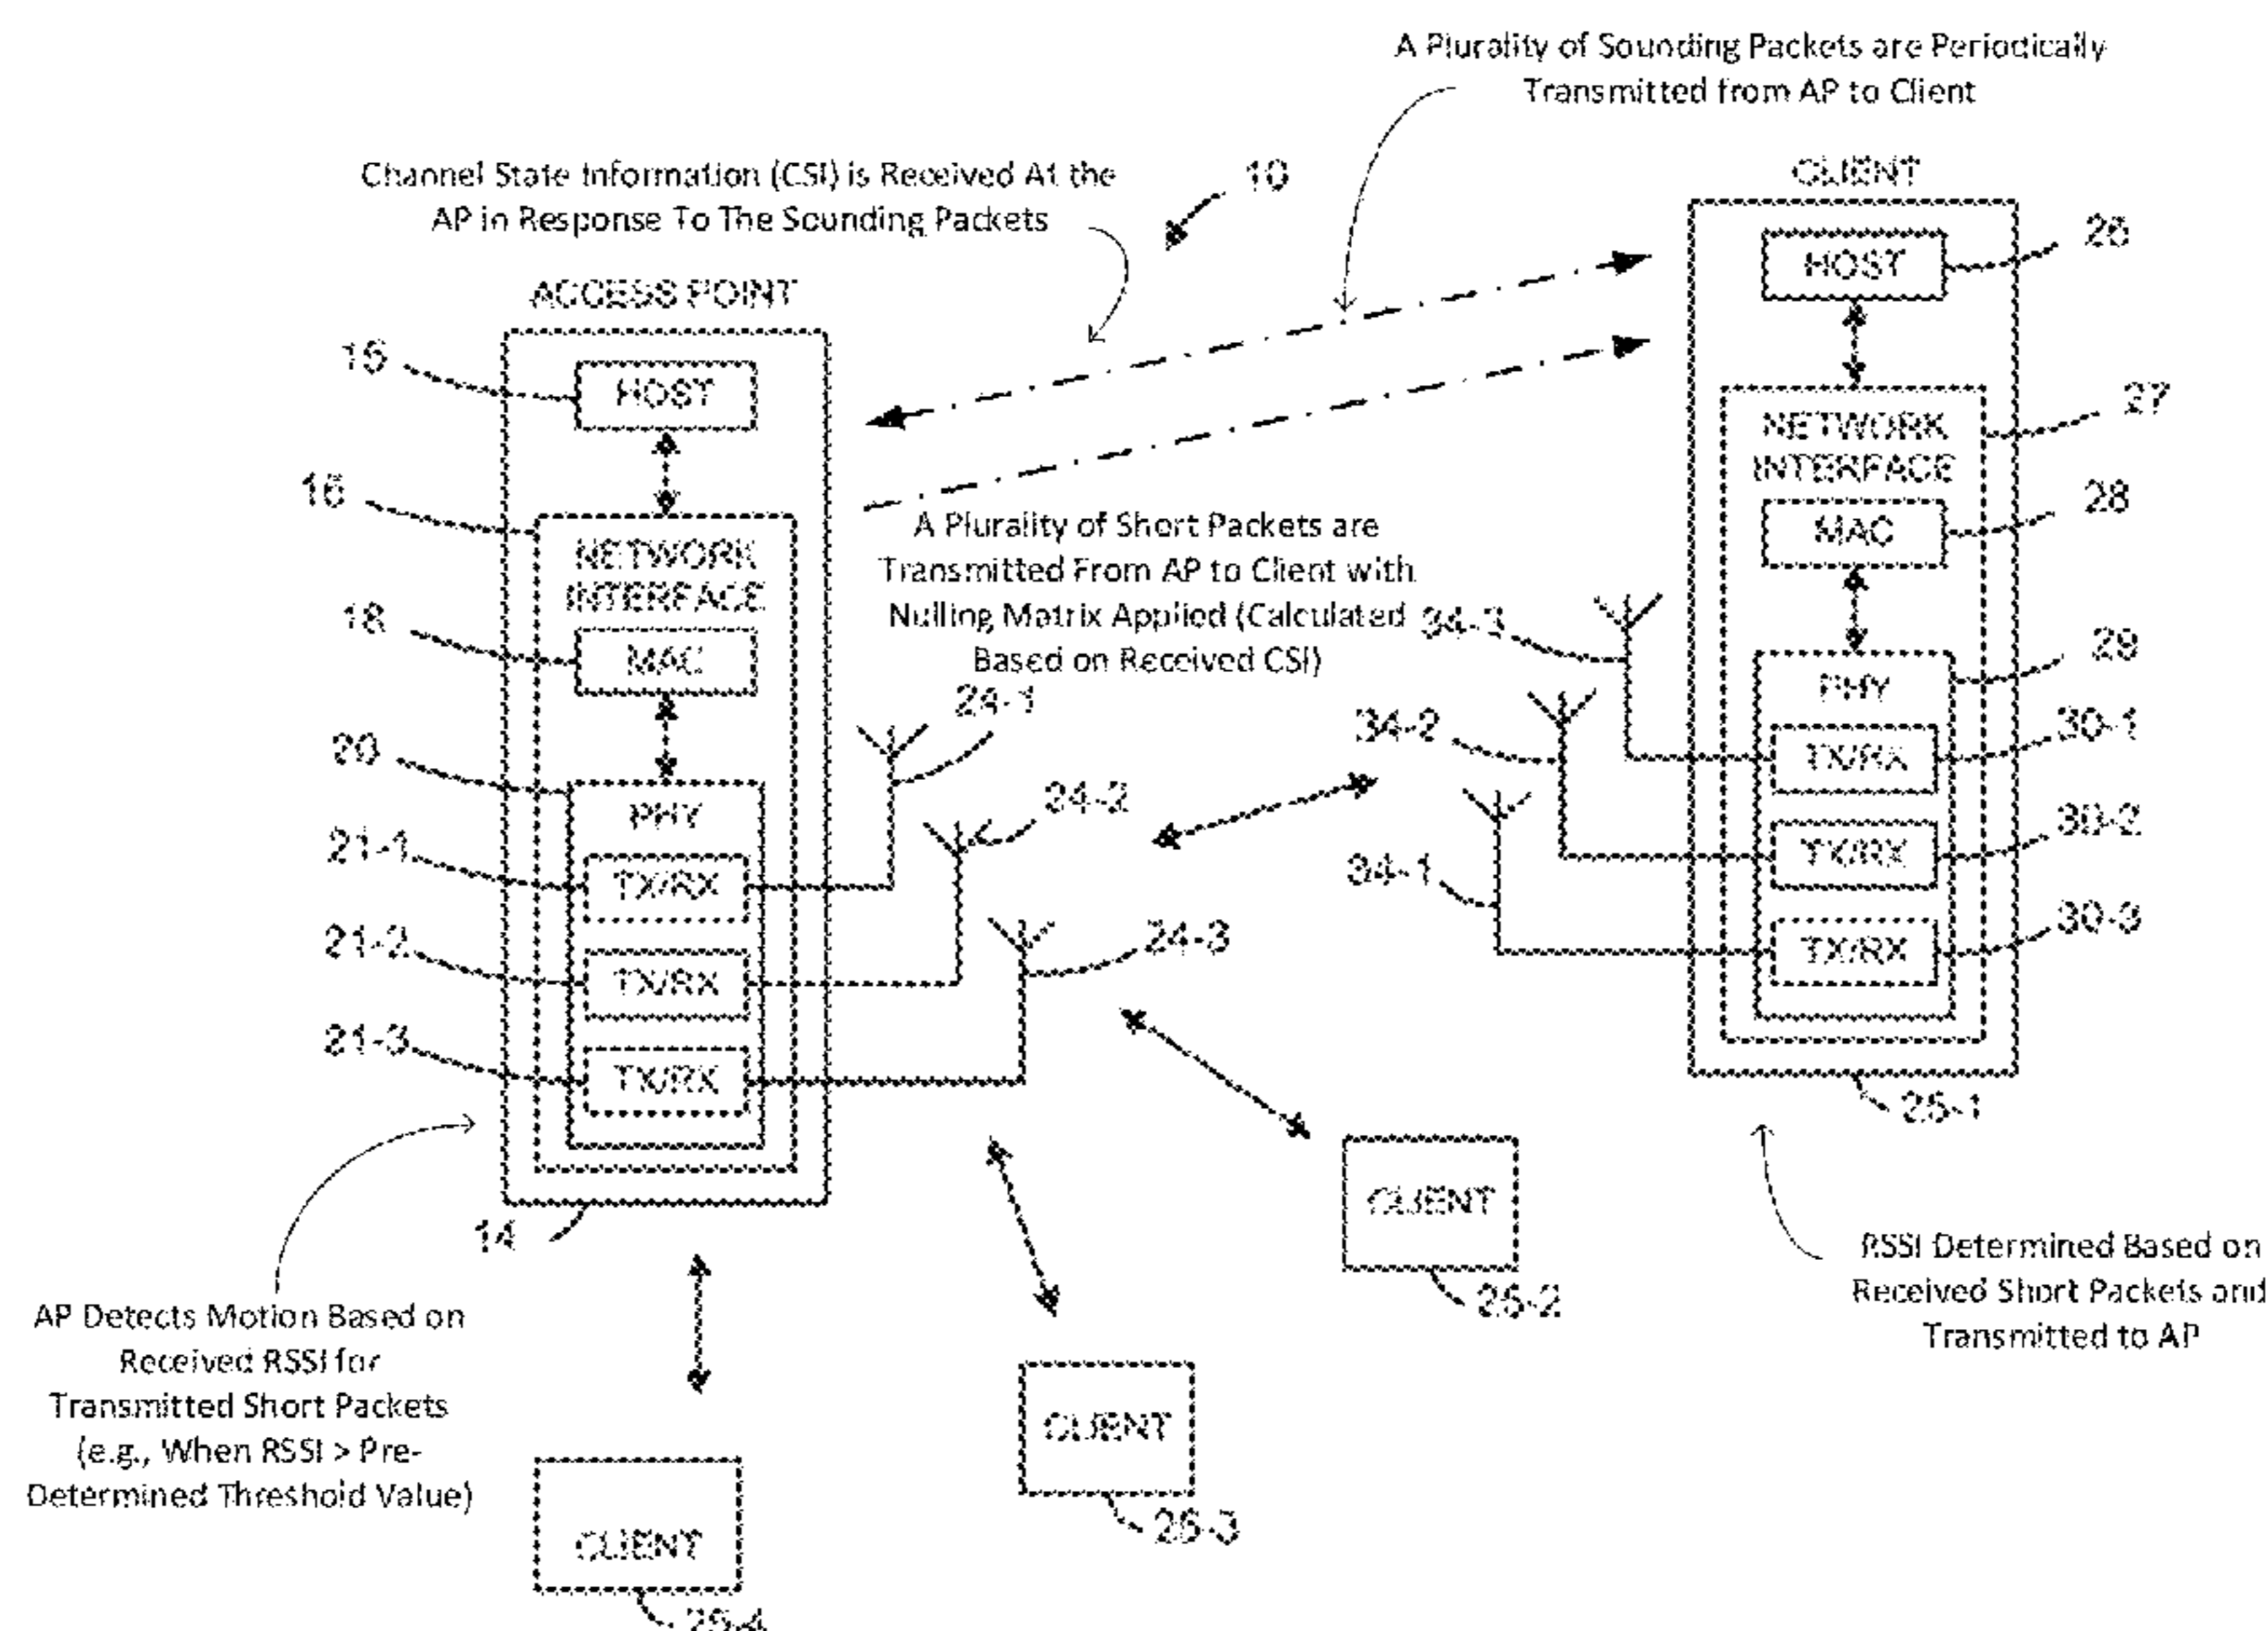 A Plurality of Sounding Packets are Periodically
Transmitted from AP to Client
Channel State Information (CSI) is Received At the
AP in Response To The Sounding Packets
10
CLIENT
HOST
26
ACCESS POINT
15
HOST
NETWORK
INTERFACE
27
16
NETWORK
INTERFACE
MAC
28
A Plurality of Short Packets are
Transmitted From AP to Client with
Nulling Matrix Applied (Calculated
Based on Received CSI)
18
MAC
34-3
29
PHY
24-1
34-2
30-1
TX/RX
20
PHY
24-2
30-2
TX/RX
21-1
TX/RX
34-1
30-3
TX/RX
21-2
TX/RX
24-3
21-3
TX/RX
25-1
14
CLIENT
25-2
RSSI Determined Based on
Received Short Packets and
Transmitted to AP
AP Detects Motion Based on
Received RSSI for
Transmitted Short Packets
(e.g., When RSSI > Pre-
Determined Threshold Value)
CLIENT
25-3
CLIENT
25-4